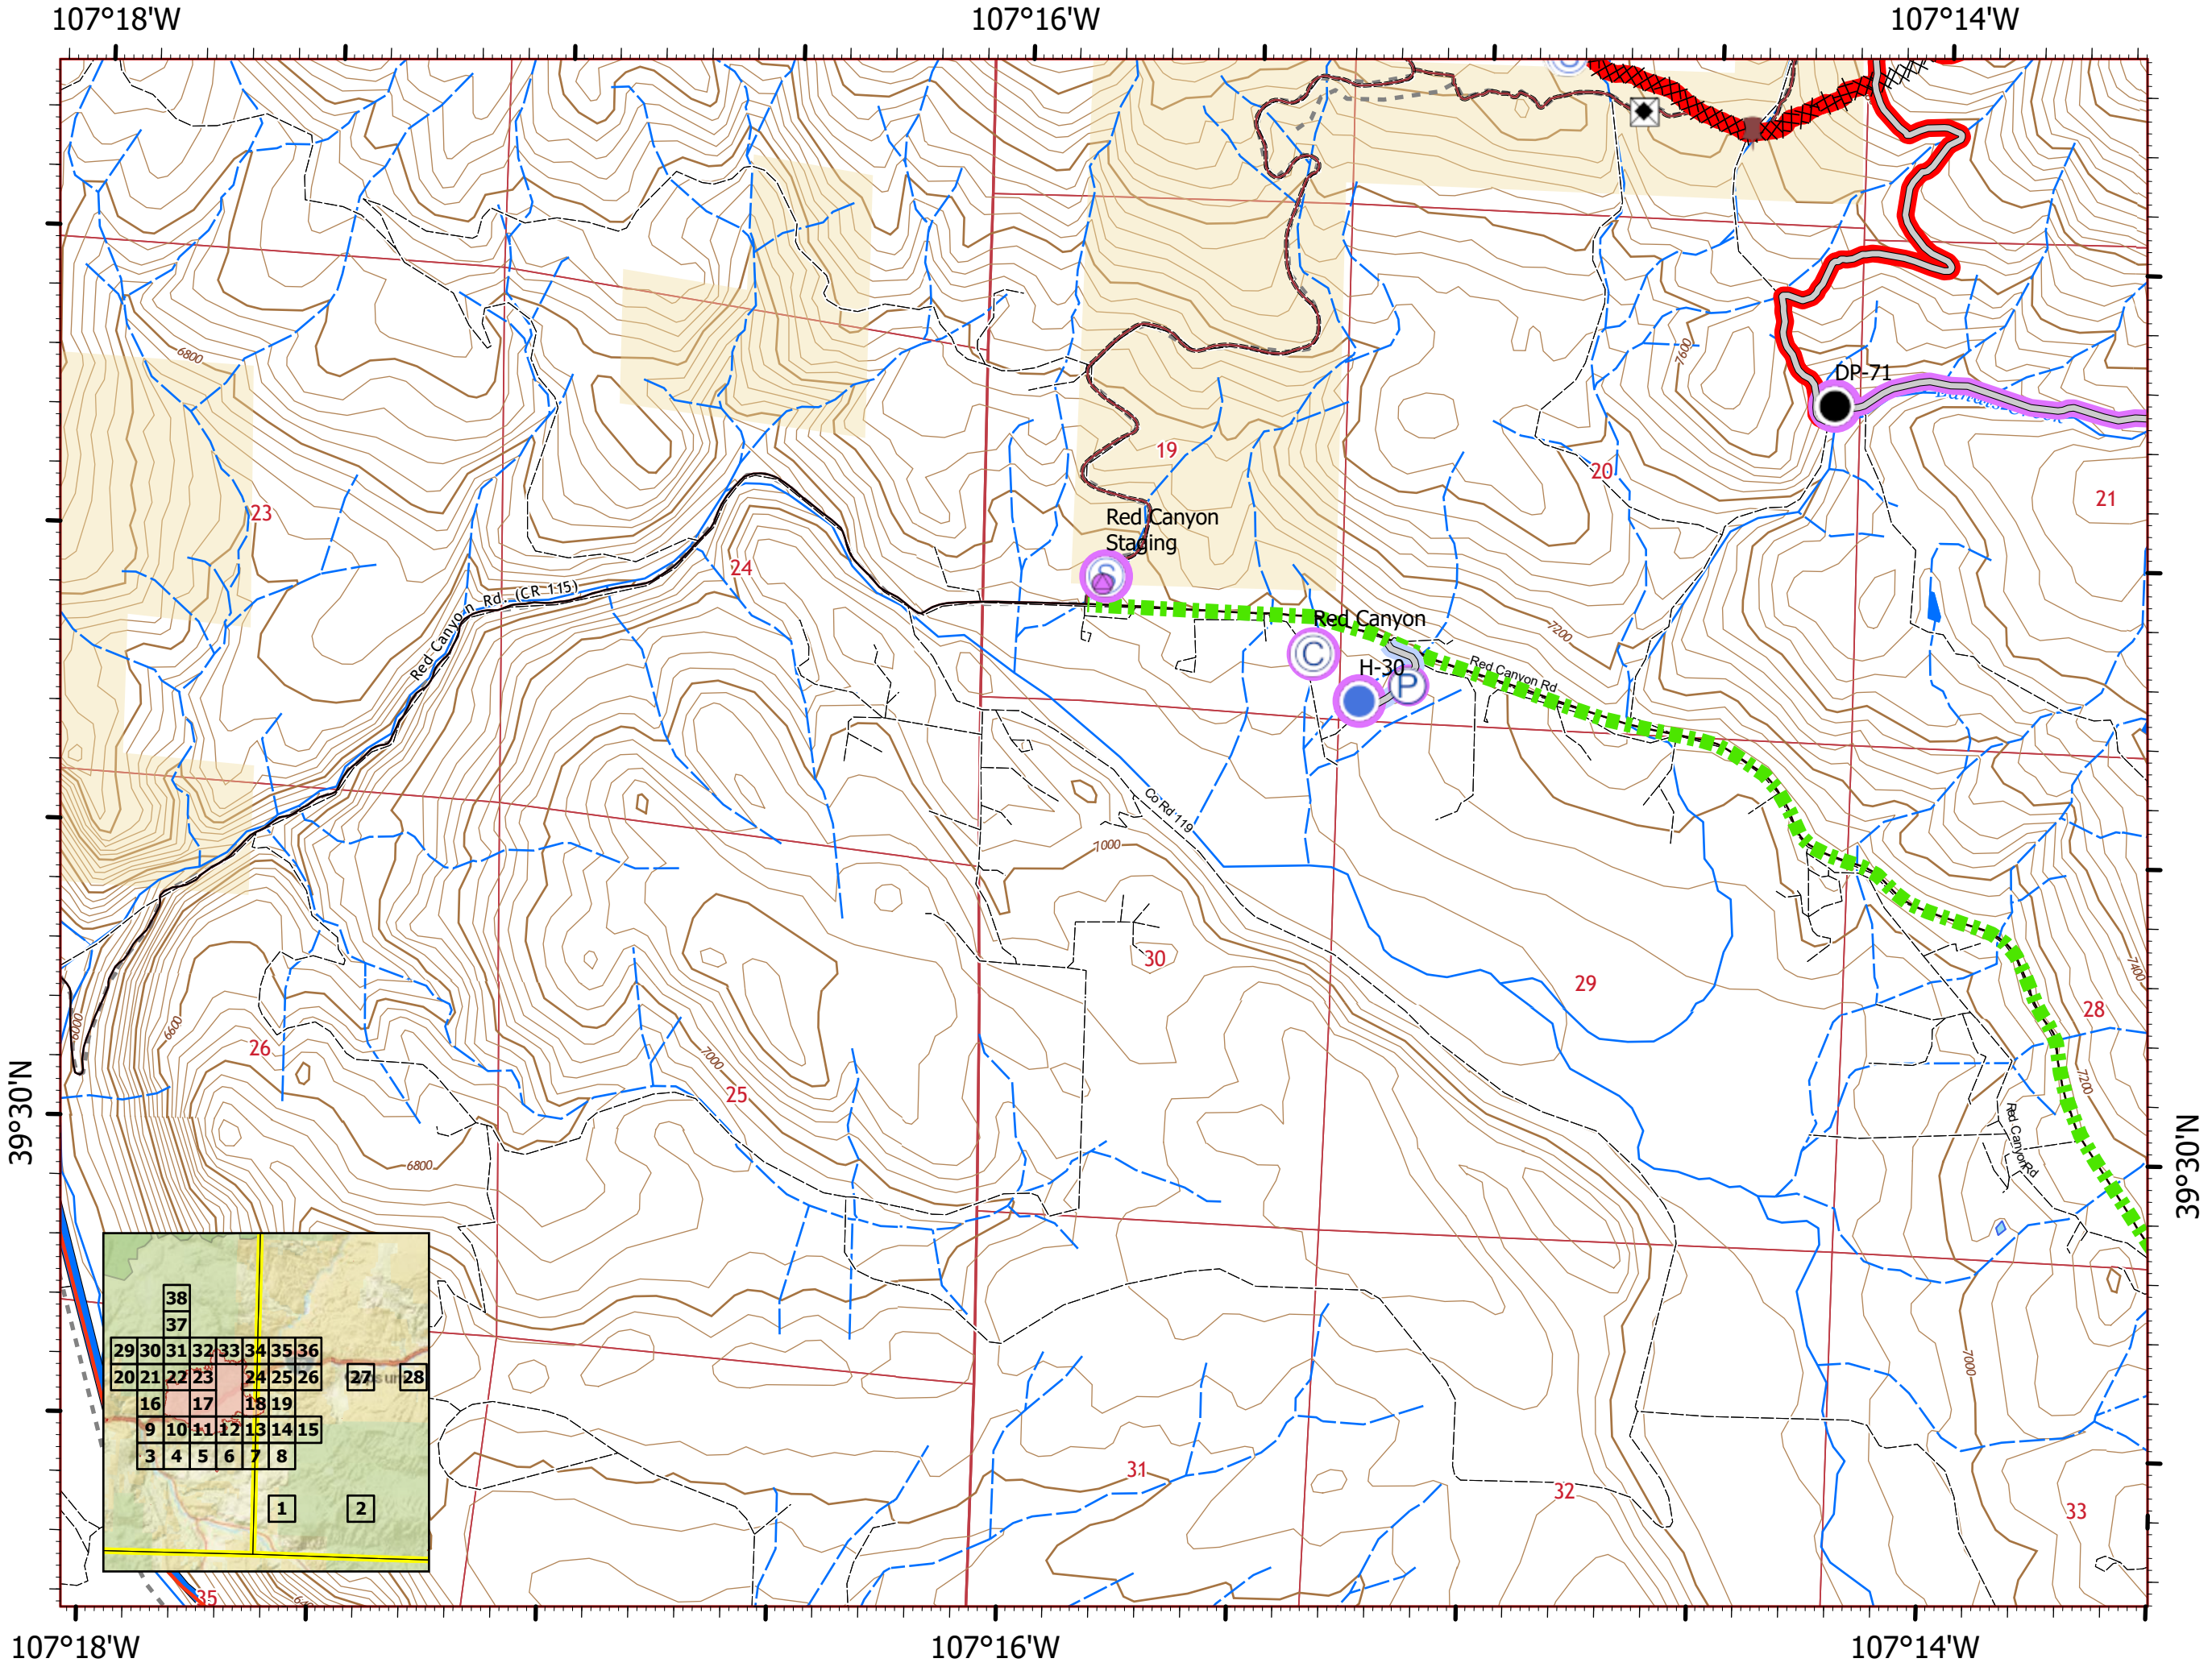 107°18'W
107°16'W
107°14'W
6800
7600
DP-71
19
20
21
23
Red Canyon
Staging
S
24
Red Canyon Rd. (CR 115)
Red Canyon
7200
C
H-30
P
Red Canyon Rd
Co Rd 119
7000
30
29
7400
28
6000
6600
26
7000
25
7200
Red Canyon Rd
39°30'N
39°30'N
6800
38
37
29 30 31 32 33 34 35 36
20 21 22 23 24 25 26 27 28
16 17 18 19
9 10 11 12 13 14 15
3 4 5 6 7 8
1 2
7000
31
32
33
35
107°18'W
107°16'W
107°14'W